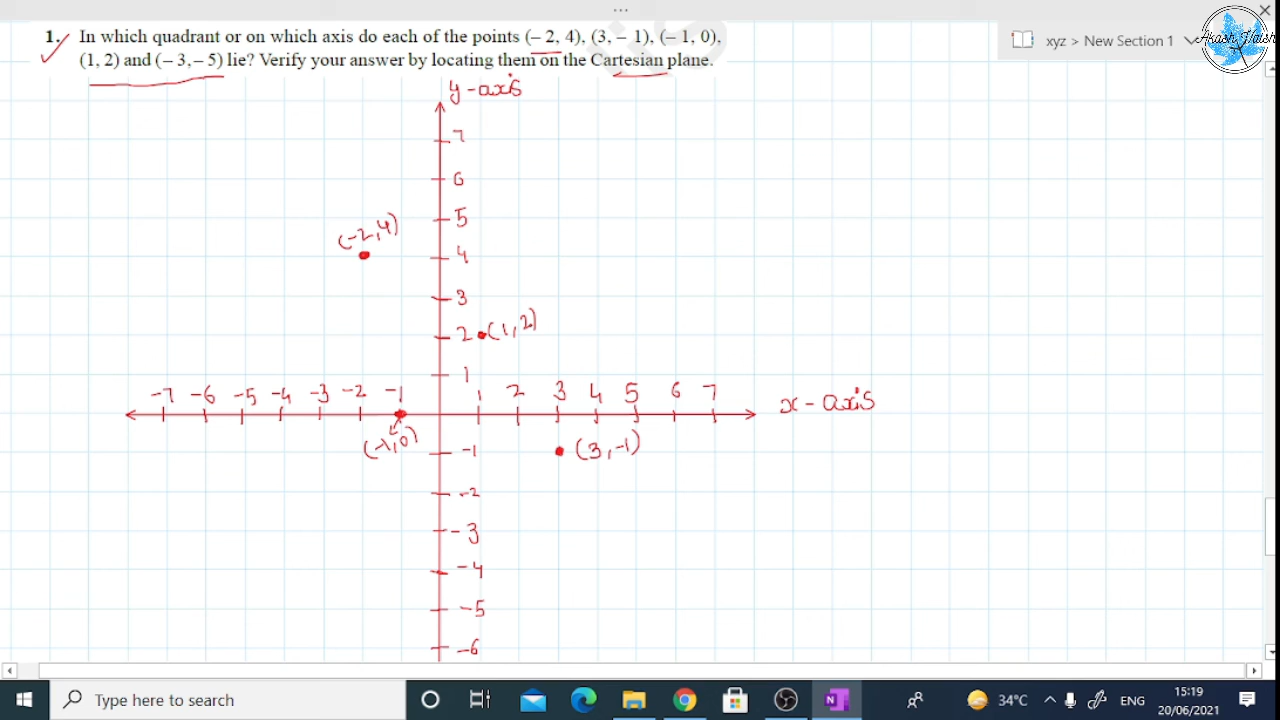 1. In which quadrant or on which axis do each of the points (– 2, 4), (3, – 1), (– 1, 0),
(1, 2) and (– 3,– 5) lie? Verify your answer by locating them on the Cartesian plane.
xyz > New Section 1
y-axis
7
6
(-2,4)
5
4
3
2 (1,2)
1
-7 -6 -5 -4 -3 -2 -1 1 2 3 4 5 6 7
x-axis
(-1,0)
-1
(3,-1)
-2
-3
-4
-5
-6
Type here to search
N
34°C
ENG
15:19
20/06/2021